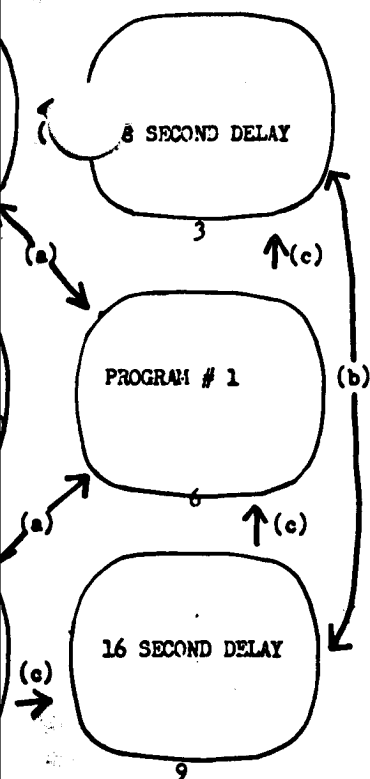 8 SECOND DELAY
3
(a)
(c)
PROGRAM # 1
(b)
6
(a)
(c)
16 SECOND DELAY
(c)
9